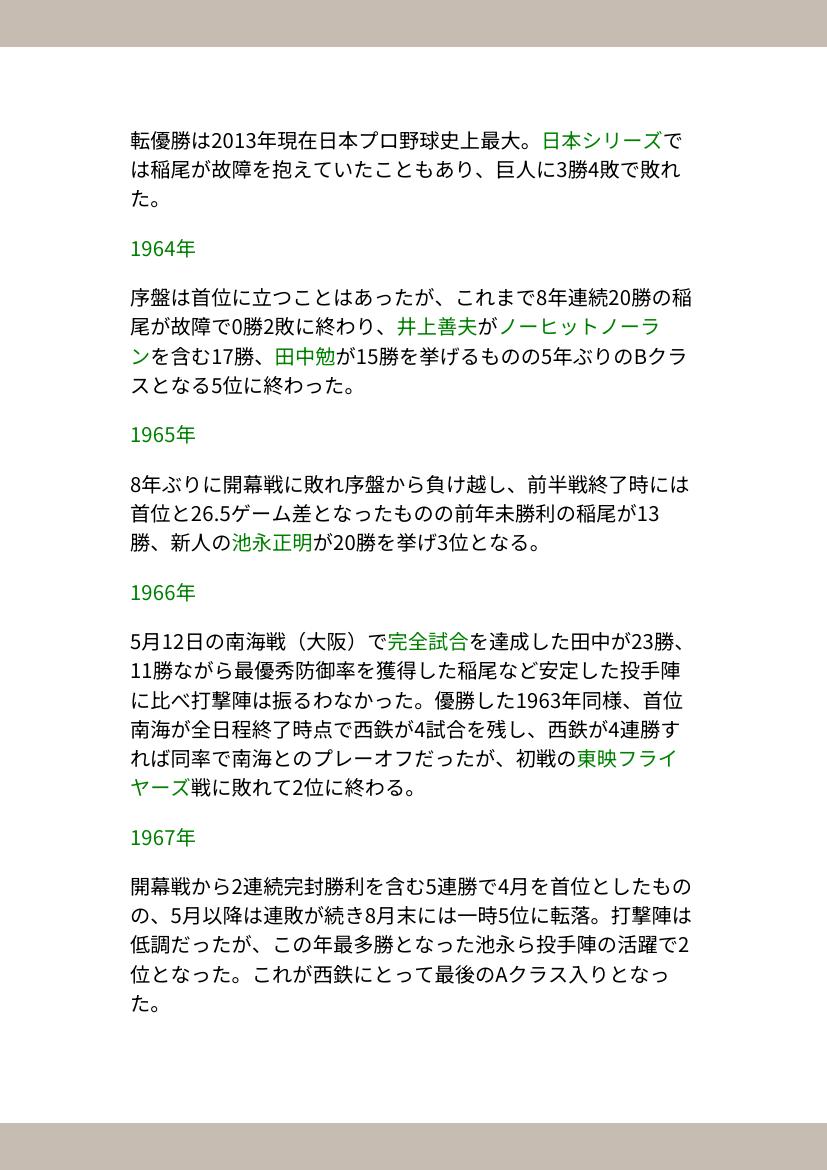 転優勝は2013年現在日本プロ野球史上最大。日本シリーズで
は稲尾が故障を抱えていたこともあり、巨人に3勝4敗で敗れ
た。
1964年
序盤は首位に立つことはあったが、これまで8年連続20勝の稲
尾が故障で0勝2敗に終わり、井上善夫がノーヒットノーラ
ンを含む17勝、田中勉が15勝を挙げるものの5年ぶりのBクラ
スとなる5位に終わった。
1965年
8年ぶりに開幕戦に敗れ序盤から負け越し、前半戦終了時には
首位と26.5ゲーム差となったものの前年未勝利の稲尾が13
勝、新人の池永正明が20勝を挙げ3位となる。
1966年
5月12日の南海戦（大阪）で完全試合を達成した田中が23勝、
11勝ながら最優秀防御率を獲得した稲尾など安定した投手陣
に比べ打撃陣は振るわなかった。優勝した1963年同様、首位
南海が全日程終了時点で西鉄が4試合を残し、西鉄が4連勝す
れば同率で南海とのプレーオフだったが、初戦の東映フライ
ヤーズ戦に敗れて2位に終わる。
1967年
開幕戦から2連続完封勝利を含む5連勝で4月を首位としたもの
の、5月以降は連敗が続き8月末には一時5位に転落。打撃陣は
低調だったが、この年最多勝となった池永ら投手陣の活躍で2
位となった。これが西鉄にとって最後のAクラス入りとなっ
た。